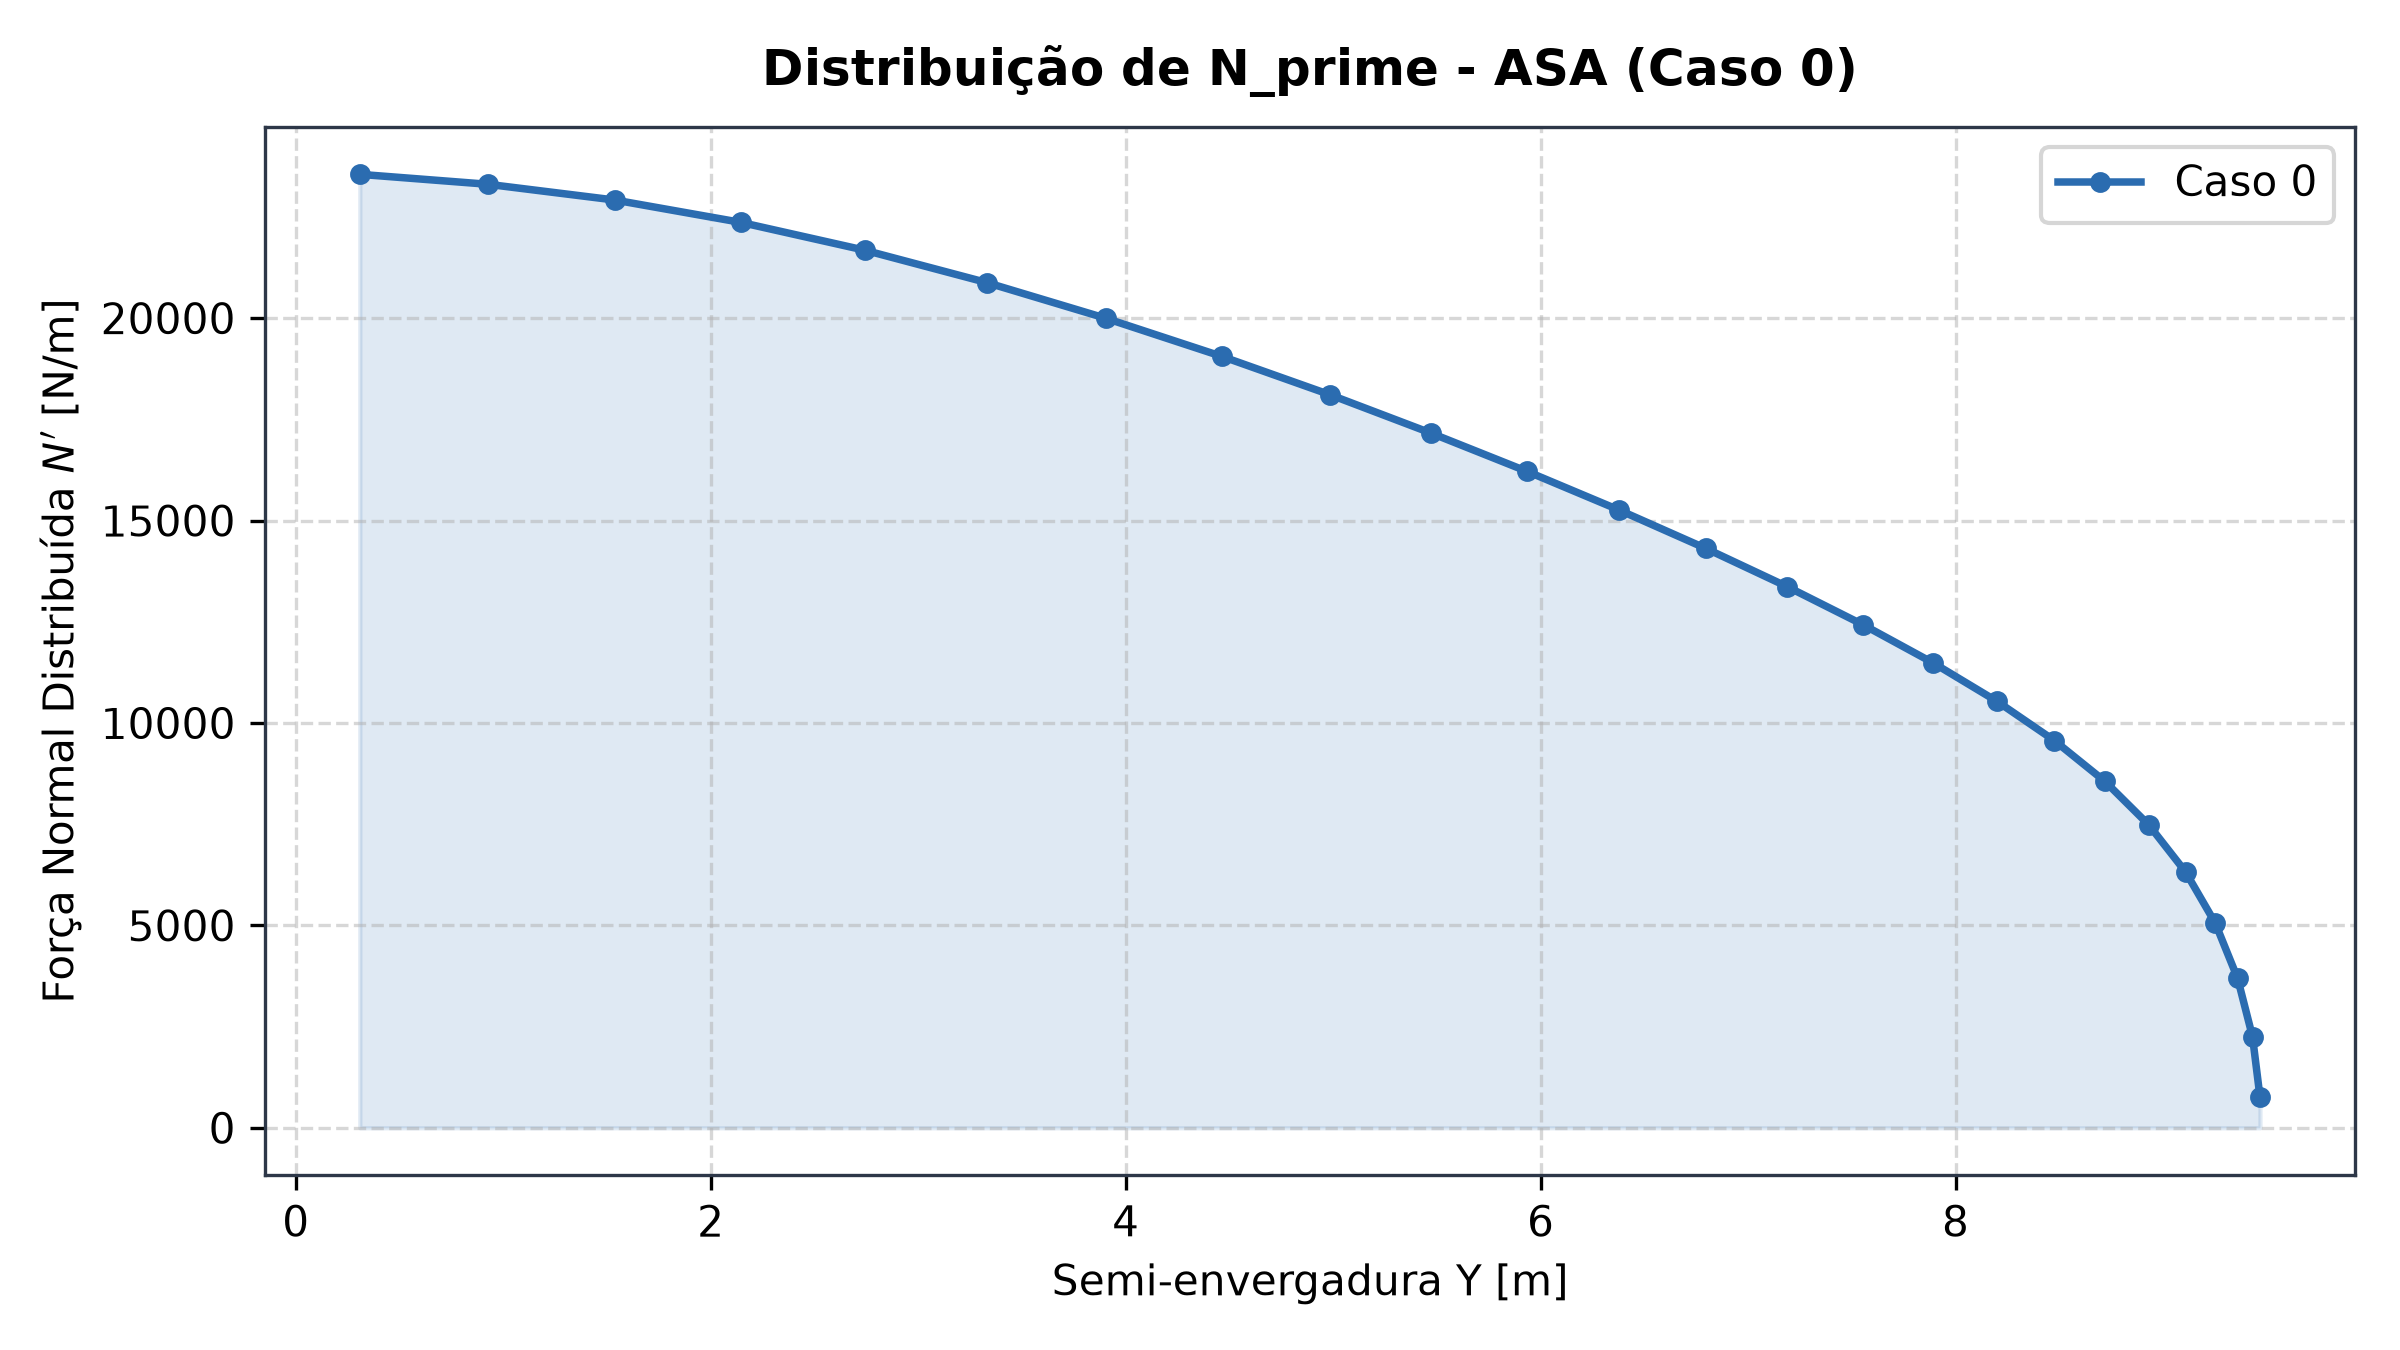 Distribuição de N_prime - ASA (Caso 0)
Caso 0
Força Normal Distribuída N′ [N/m]
20000
15000
10000
5000
0
0 2 4 6 8
Semi-envergadura Y [m]